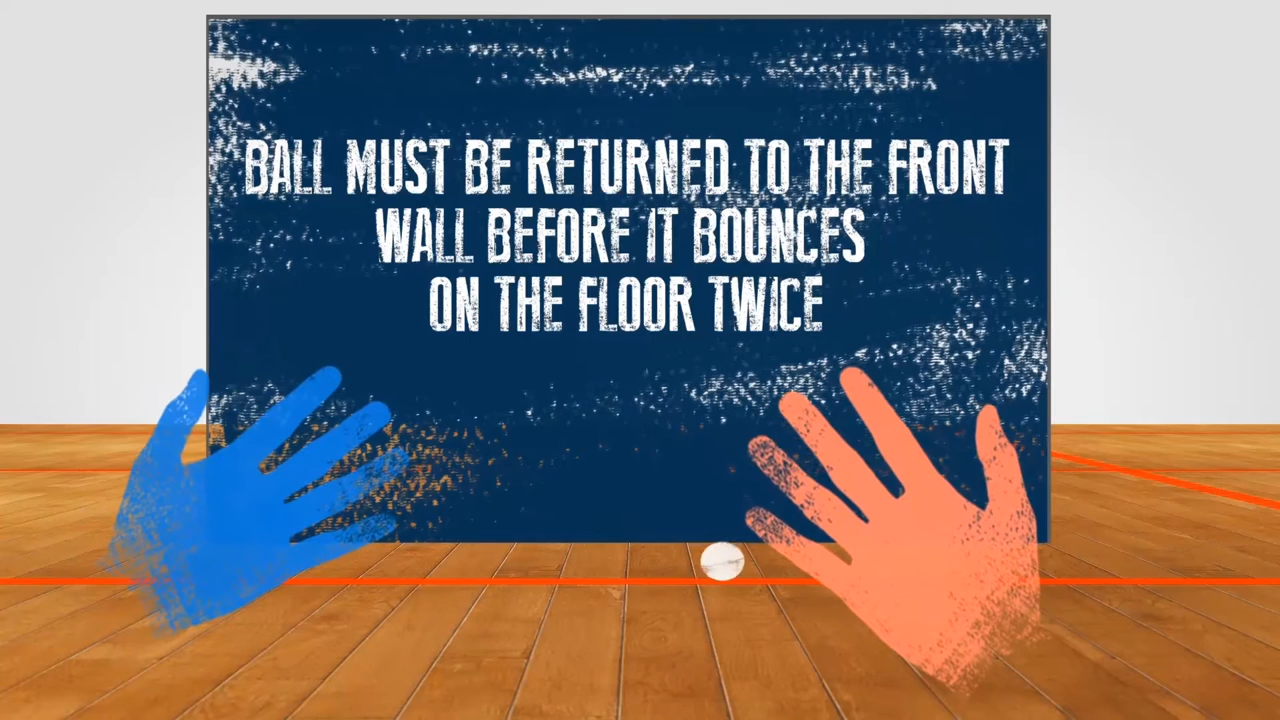 BALL MUST BE RETURNED TO THE FRONT
WALL BEFORE IT BOUNCES
ON THE FLOOR TWICE